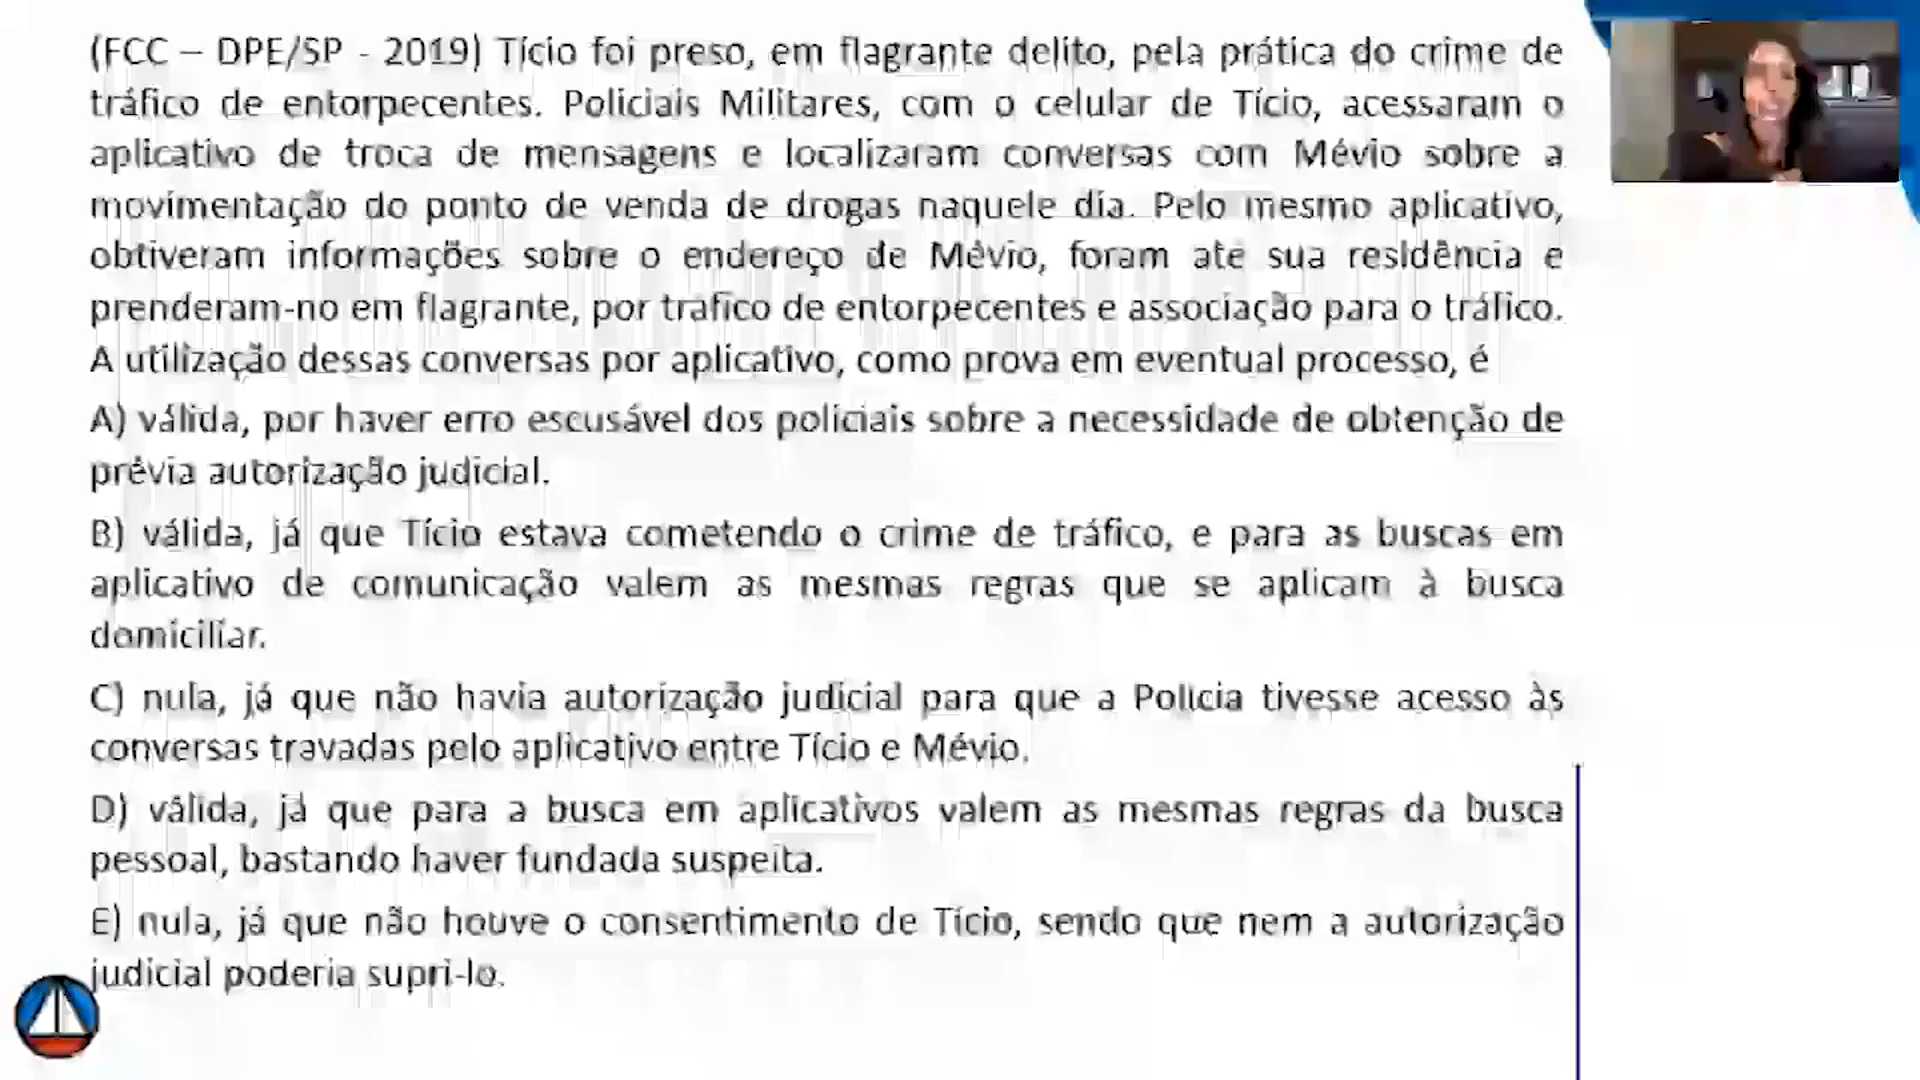 (FCC – DPE/SP - 2019) Tício foi preso, em flagrante delito, pela prática do crime de
tráfico de entorpecentes. Policiais Militares, com o celular de Tício, acessaram o
aplicativo de troca de mensagens e localizaram conversas com Mévio sobre a
movimentação do ponto de venda de drogas naquele dia. Pelo mesmo aplicativo,
obtiveram informações sobre o endereço de Mévio, foram até sua residência e
prenderam-no em flagrante, por tráfico de entorpecentes e associação para o tráfico.
A utilização dessas conversas por aplicativo, como prova em eventual processo, é
A) válida, por haver erro escusável dos policiais sobre a necessidade de obtenção de
prévia autorização judicial.
B) válida, já que Tício estava cometendo o crime de tráfico, e para as buscas em
aplicativo de comunicação valem as mesmas regras que se aplicam à busca
domiciliar.
C) nula, já que não havia autorização judicial para que a Polícia tivesse acesso às
conversas travadas pelo aplicativo entre Tício e Mévio.
D) válida, já que para a busca em aplicativos valem as mesmas regras da busca
pessoal, bastando haver fundada suspeita.
E) nula, já que não houve o consentimento de Tício, sendo que nem a autorização
judicial poderia supri-lo.